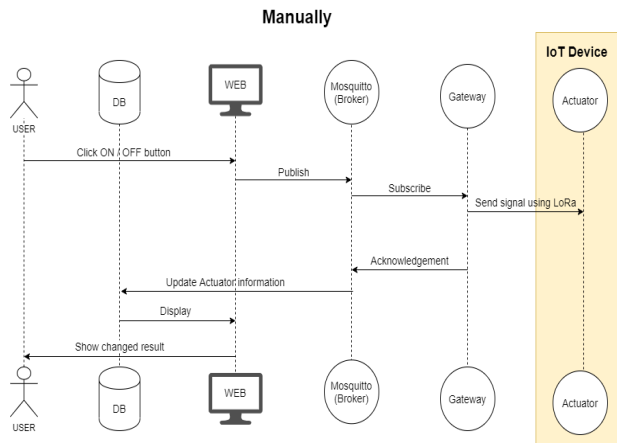 Manually
IoT Device
USER
DB
WEB
Mosquitto
(Broker)
Gateway
Actuator
Click ON / OFF button
Publish
Subscribe
Send signal using LoRa
Acknowledgement
Update Actuator information
Display
Show changed result
USER
DB
WEB
Mosquitto
(Broker)
Gateway
Actuator